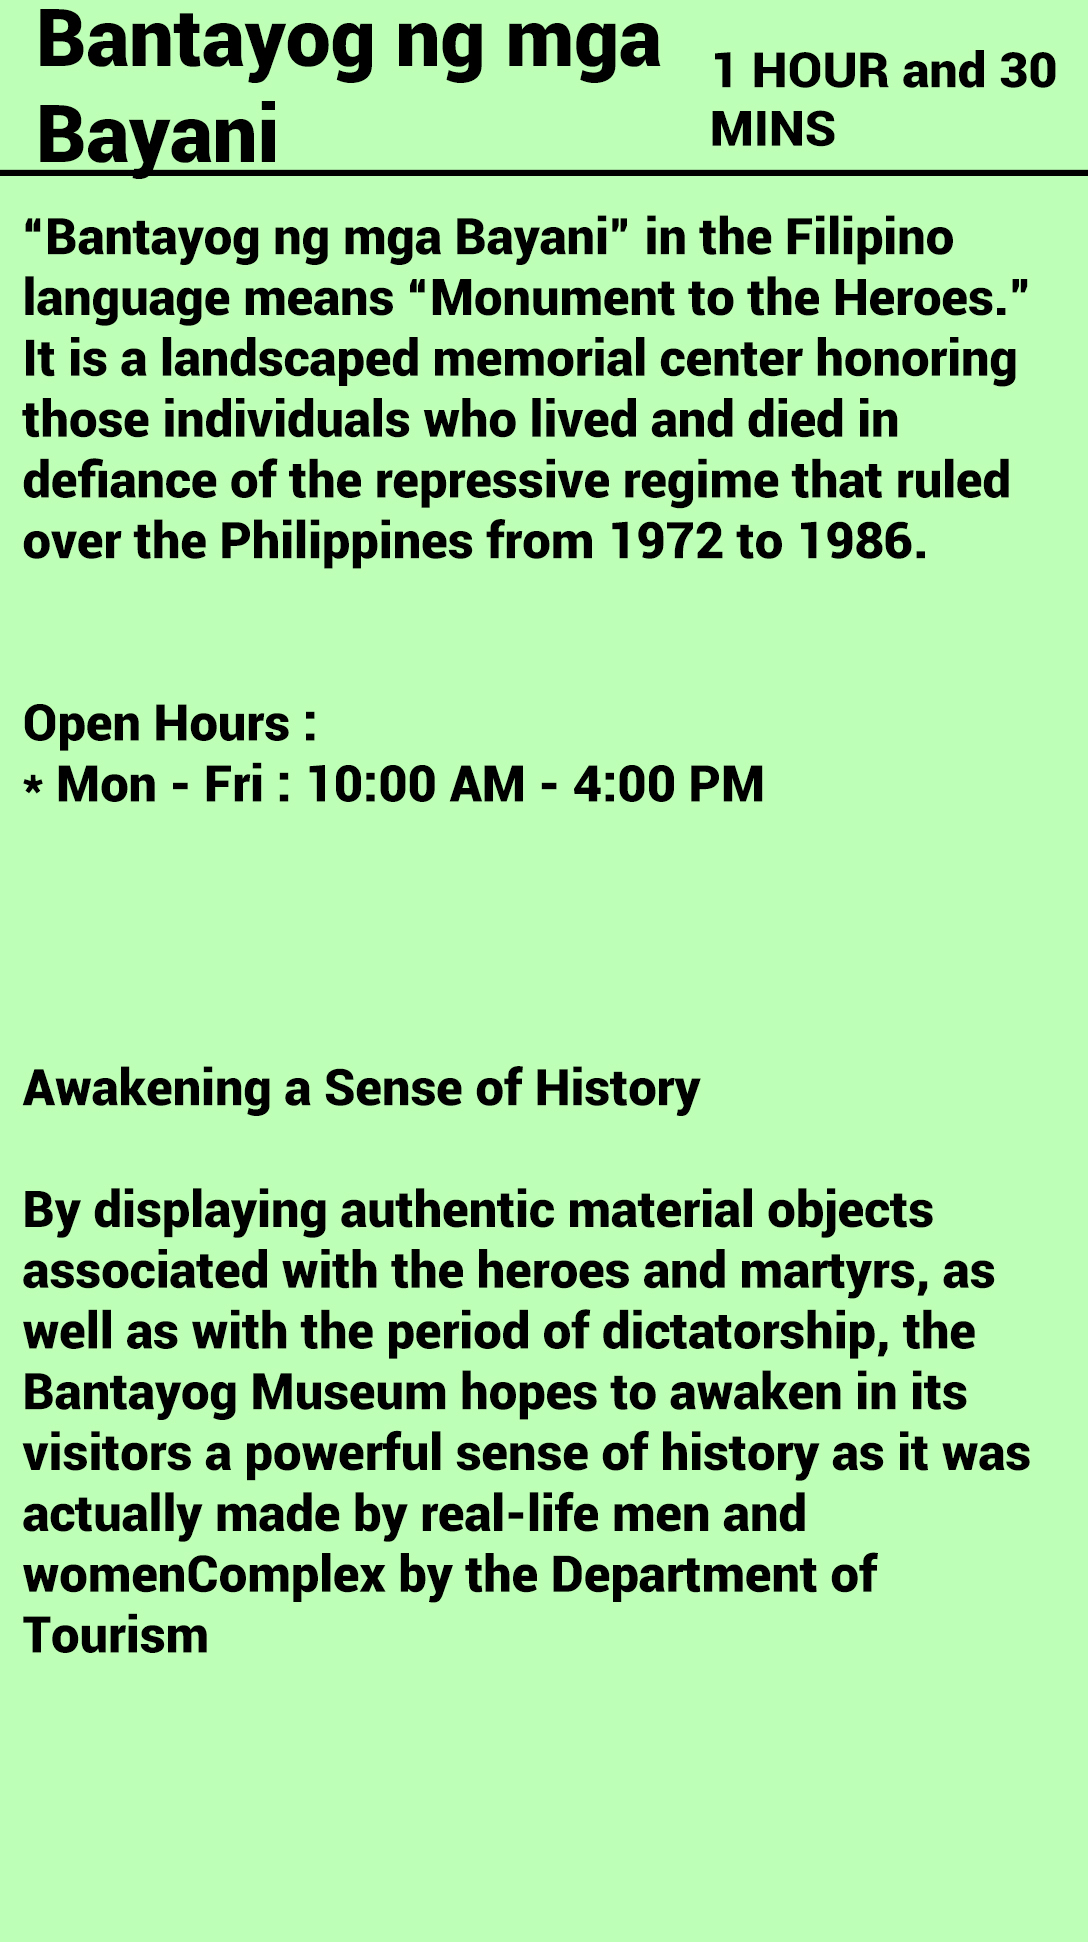 Bantayog ng mga
Bayani
1 HOUR and 30
MINS
“Bantayog ng mga Bayani” in the Filipino
language means “Monument to the Heroes.”
It is a landscaped memorial center honoring
those individuals who lived and died in
defiance of the repressive regime that ruled
over the Philippines from 1972 to 1986.
Open Hours :
* Mon - Fri : 10:00 AM - 4:00 PM
Awakening a Sense of History
By displaying authentic material objects
associated with the heroes and martyrs, as
well as with the period of dictatorship, the
Bantayog Museum hopes to awaken in its
visitors a powerful sense of history as it was
actually made by real-life men and
womenComplex by the Department of
Tourism